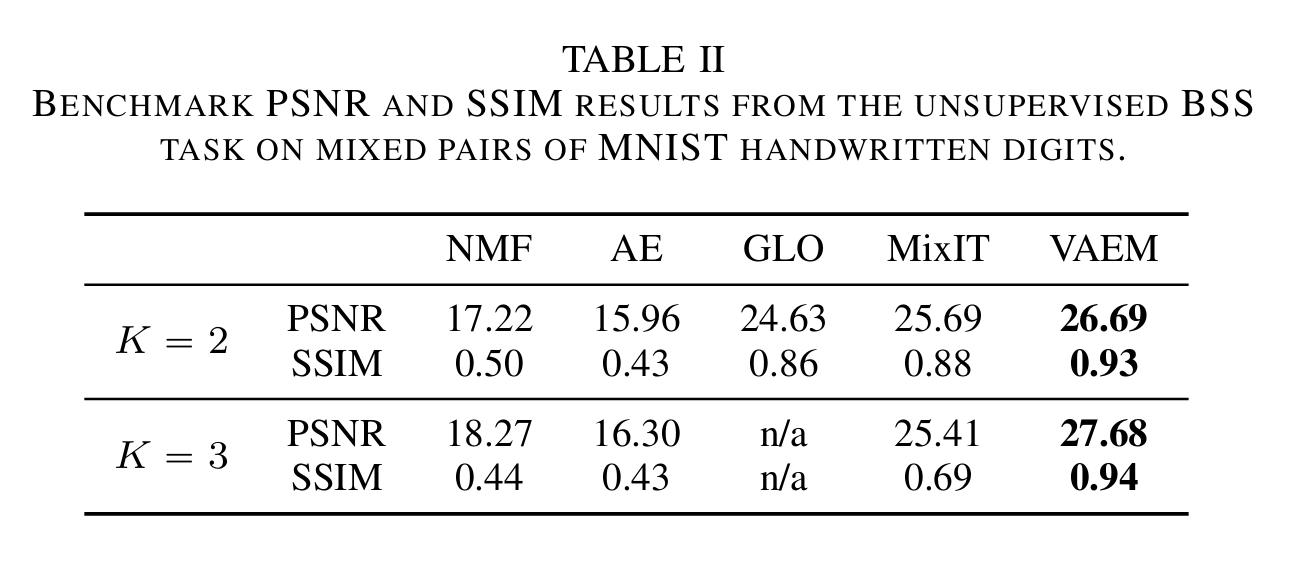 TABLE II
BENCHMARK PSNR AND SSIM RESULTS FROM THE UNSUPERVISED BSS
TASK ON MIXED PAIRS OF MNIST HANDWRITTEN DIGITS.
NMF AE GLO MixIT VAEM
K = 2 PSNR 17.22 15.96 24.63 25.69 26.69
SSIM 0.50 0.43 0.86 0.88 0.93
K = 3 PSNR 18.27 16.30 n/a 25.41 27.68
SSIM 0.44 0.43 n/a 0.69 0.94